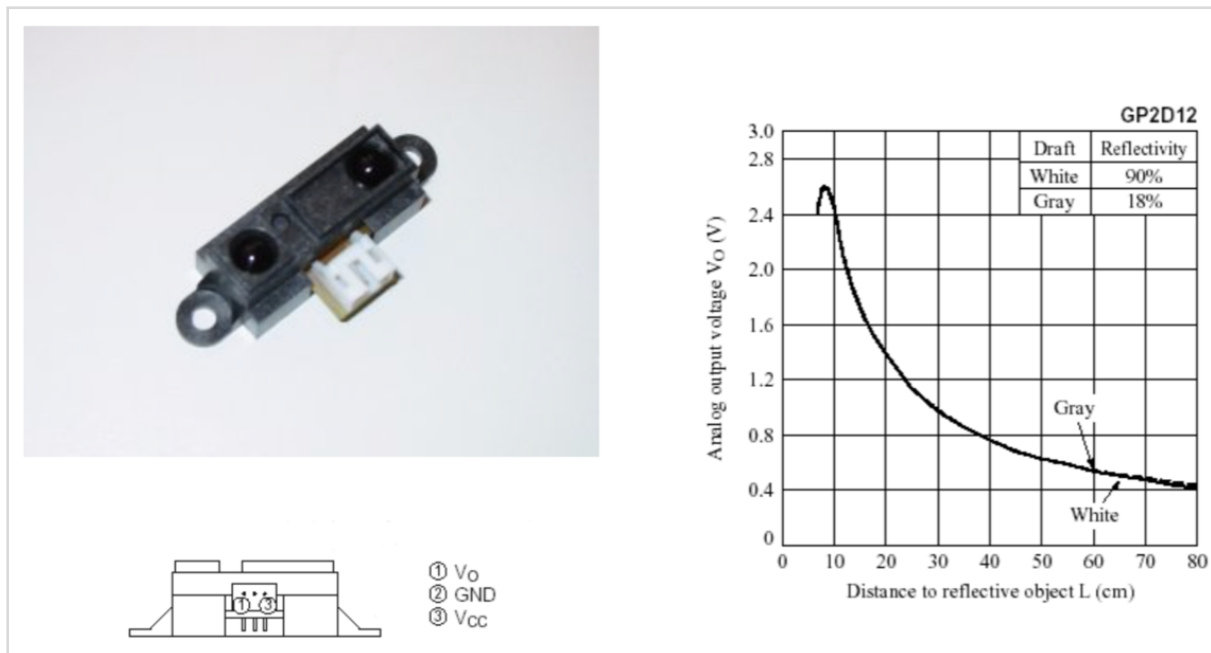 GP2D12
Draft Reflectivity
White 90%
Gray 18%
3.0
2.8
2.4
2.0
1.6
1.2
0.8
0.4
0
Analog output voltage VO (V)
Gray
White
0 10 20 30 40 50 60 70 80
Distance to reflective object L (cm)
① ③
① VO
② GND
③ VCC